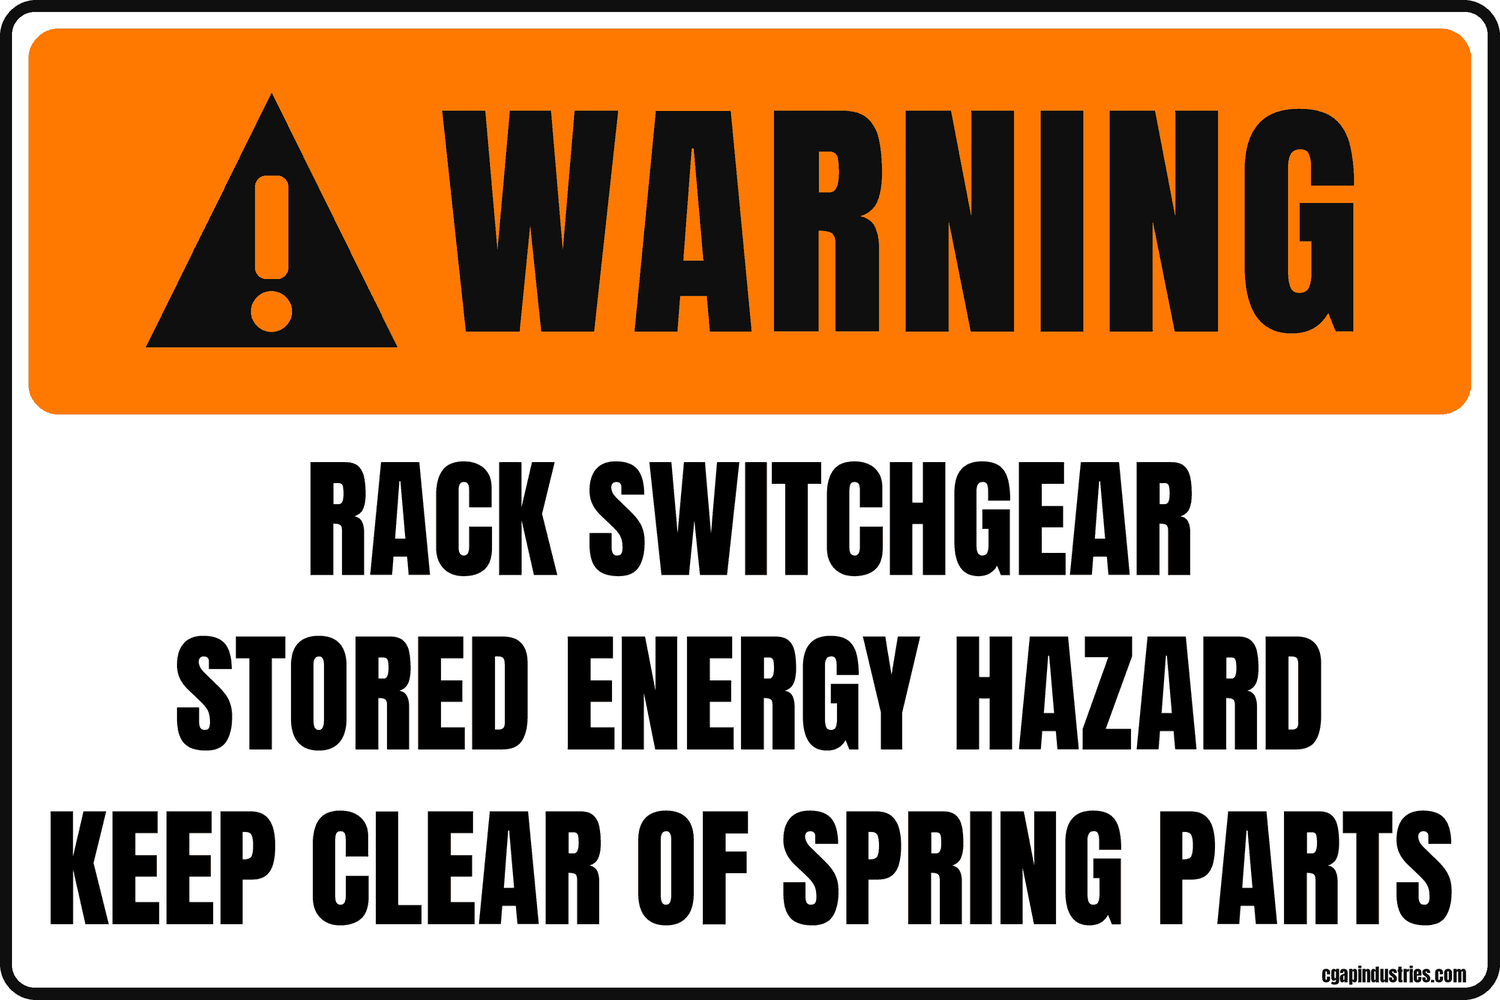 WARNING
RACK SWITCHGEAR
STORED ENERGY HAZARD
KEEP CLEAR OF SPRING PARTS
cgapindustries.com